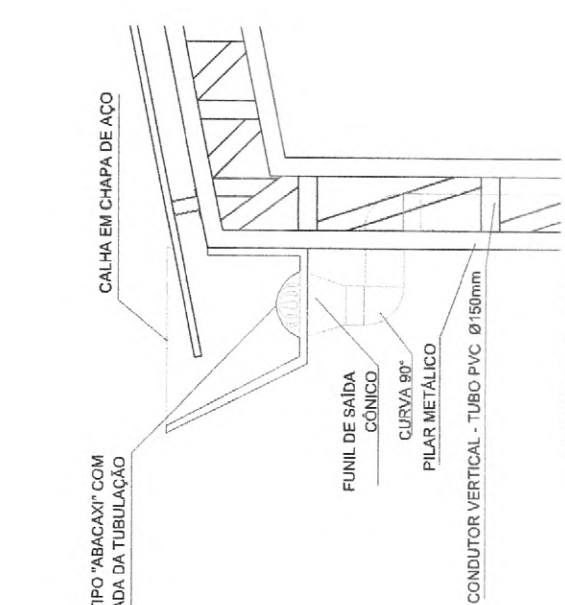 CALHA EM CHAPA DE AÇO
TIPO "ABACAXI" COM
DA TUBULAÇÃO
FUNIL DE SAÍDA
CÔNICO
CURVA 90°
PILAR METÁLICO
CONDUTOR VERTICAL - TUBO PVC Ø150mm